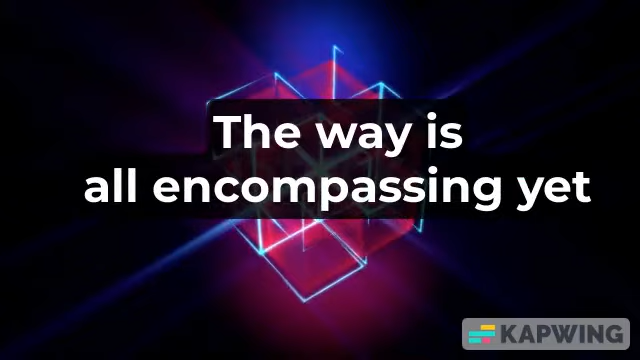 The way is
all encompassing yet
KAPWING